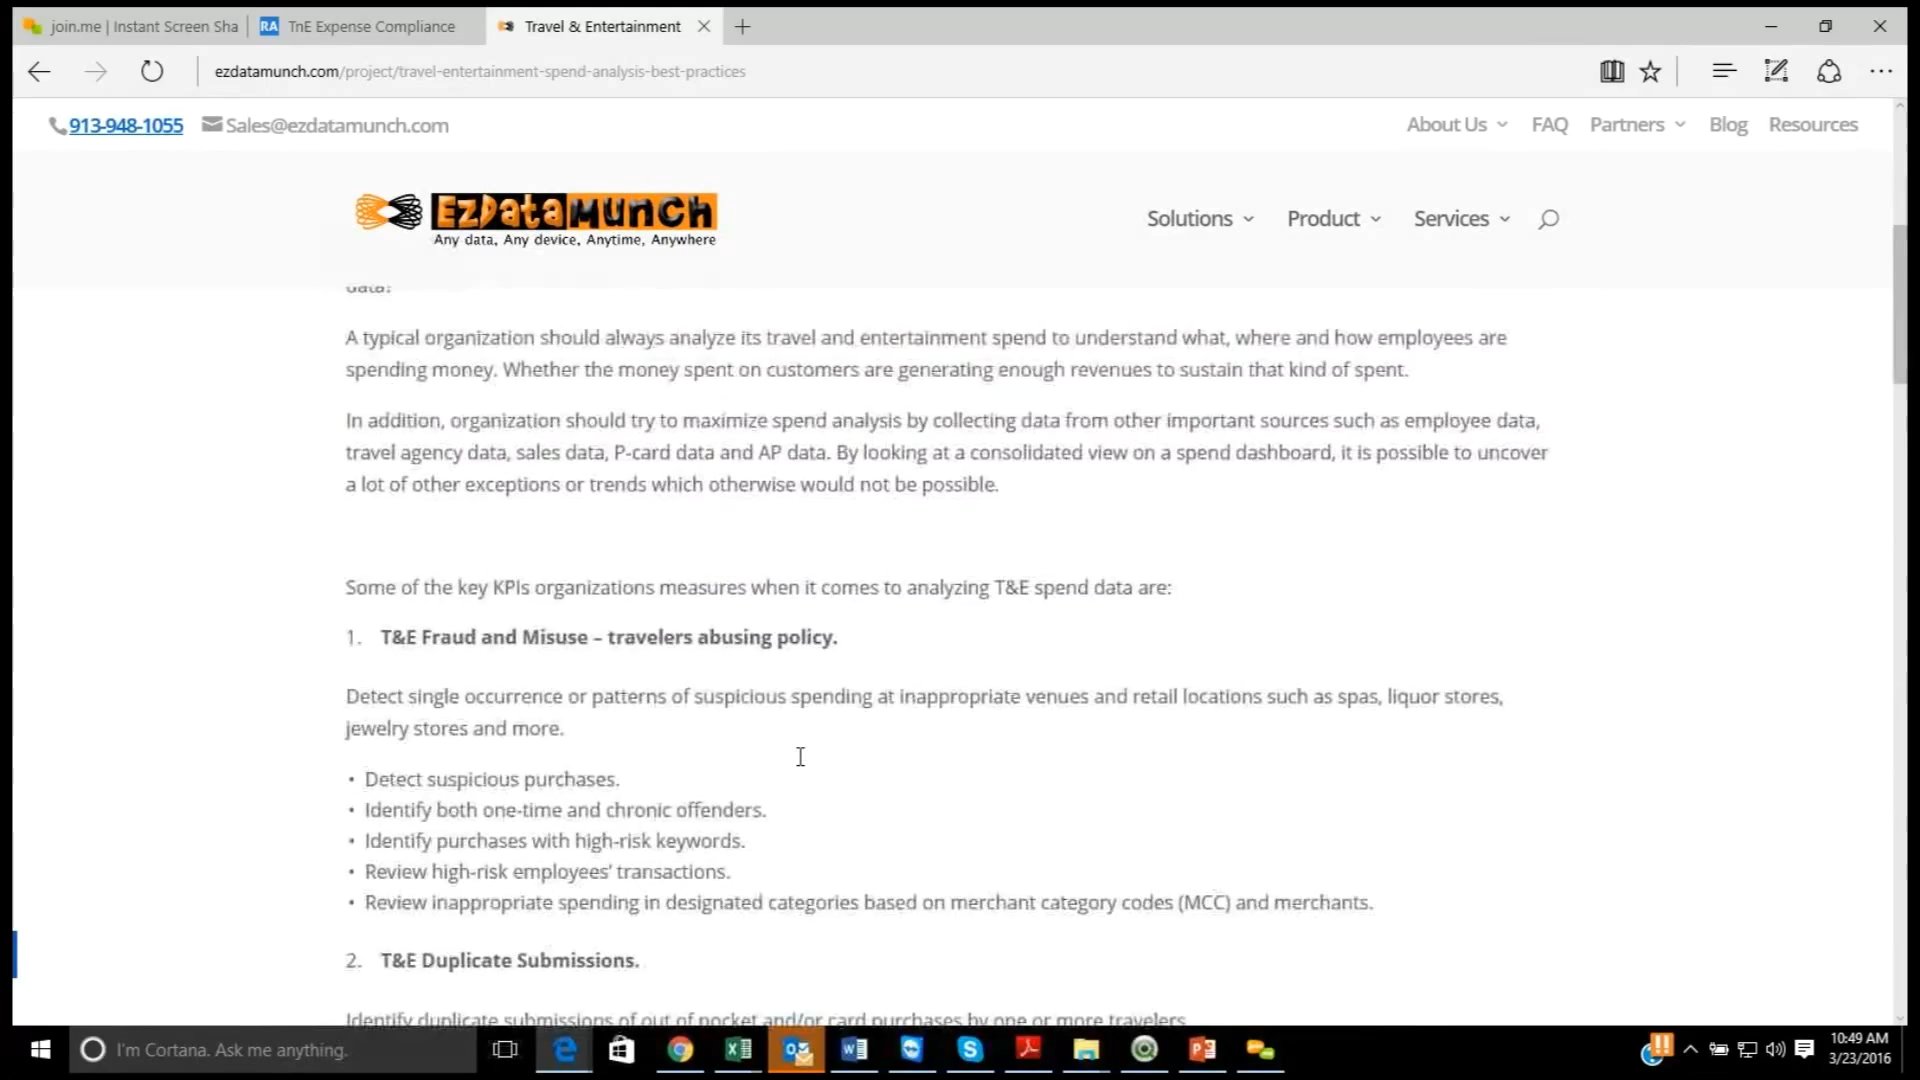 join.me | Instant Screen Sha
RA TnE Expense Compliance
Travel & Entertainment
ezdatamunch.com/project/travel-entertainment-spend-analysis-best-practices
913-948-1055 Sales@ezdatamunch.com
About Us FAQ Partners Blog Resources
EzDataMunch
Any data, Any device, Anytime, Anywhere
Solutions Product Services
data?
A typical organization should always analyze its travel and entertainment spend to understand what, where and how employees are
spending money. Whether the money spent on customers are generating enough revenues to sustain that kind of spent.
In addition, organization should try to maximize spend analysis by collecting data from other important sources such as employee data,
travel agency data, sales data, P-card data and AP data. By looking at a consolidated view on a spend dashboard, it is possible to uncover
a lot of other exceptions or trends which otherwise would not be possible.
Some of the key KPIs organizations measures when it comes to analyzing T&E spend data are:
1. T&E Fraud and Misuse – travelers abusing policy.
Detect single occurrence or patterns of suspicious spending at inappropriate venues and retail locations such as spas, liquor stores,
jewelry stores and more.
• Detect suspicious purchases.
• Identify both one-time and chronic offenders.
• Identify purchases with high-risk keywords.
• Review high-risk employees’ transactions.
• Review inappropriate spending in designated categories based on merchant category codes (MCC) and merchants.
2. T&E Duplicate Submissions.
Identify duplicate submissions of out of pocket and/or card purchases by one or more travelers
I'm Cortana. Ask me anything.
10:49 AM
3/23/2016